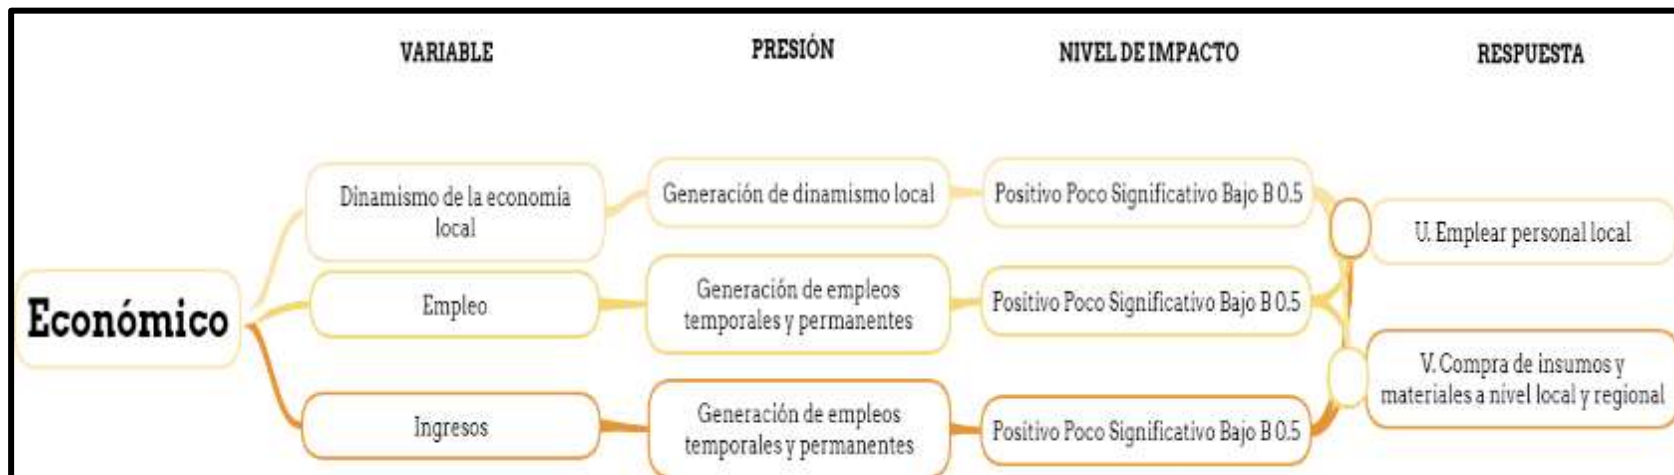 VARIABLE
PRESIÓN
NIVEL DE IMPACTO
RESPUESTA
Económico
Dinamismo de la economía
local
Generación de dinamismo local
Positivo Poco Significativo Bajo B 0.5
U. Emplear personal local
Empleo
Generación de empleos
temporales y permanentes
Positivo Poco Significativo Bajo B 0.5
V. Compra de insumos y
materiales a nivel local y regional
Ingresos
Generación de empleos
temporales y permanentes
Positivo Poco Significativo Bajo B 0.5